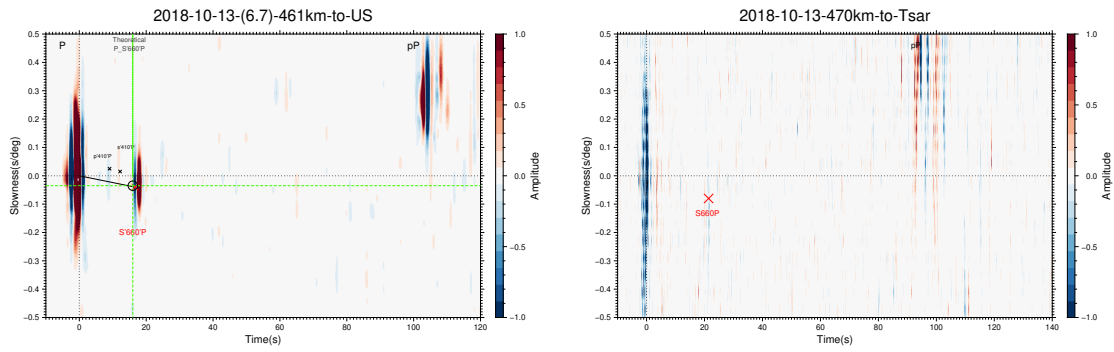 2018-10-13-(6.7)-461km-to-US
P
Theoretical
P_S'660'P
pP
p'410'P
s'410'P
S'660'P
0.5
0.4
0.3
0.2
0.1
0.0
−0.1
−0.2
−0.3
−0.4
−0.5
Slowness(s/deg)
0 20 40 60 80 100 120
Time(s)
1.0
0.5
0.0
−0.5
−1.0
Amplitude
2018-10-13-470km-to-Tsar
pP
S660P
0.5
0.4
0.3
0.2
0.1
0.0
−0.1
−0.2
−0.3
−0.4
−0.5
Slowness(s/deg)
0 20 40 60 80 100 120 140
Time(s)
1.0
0.5
0.0
−0.5
−1.0
Amplitude